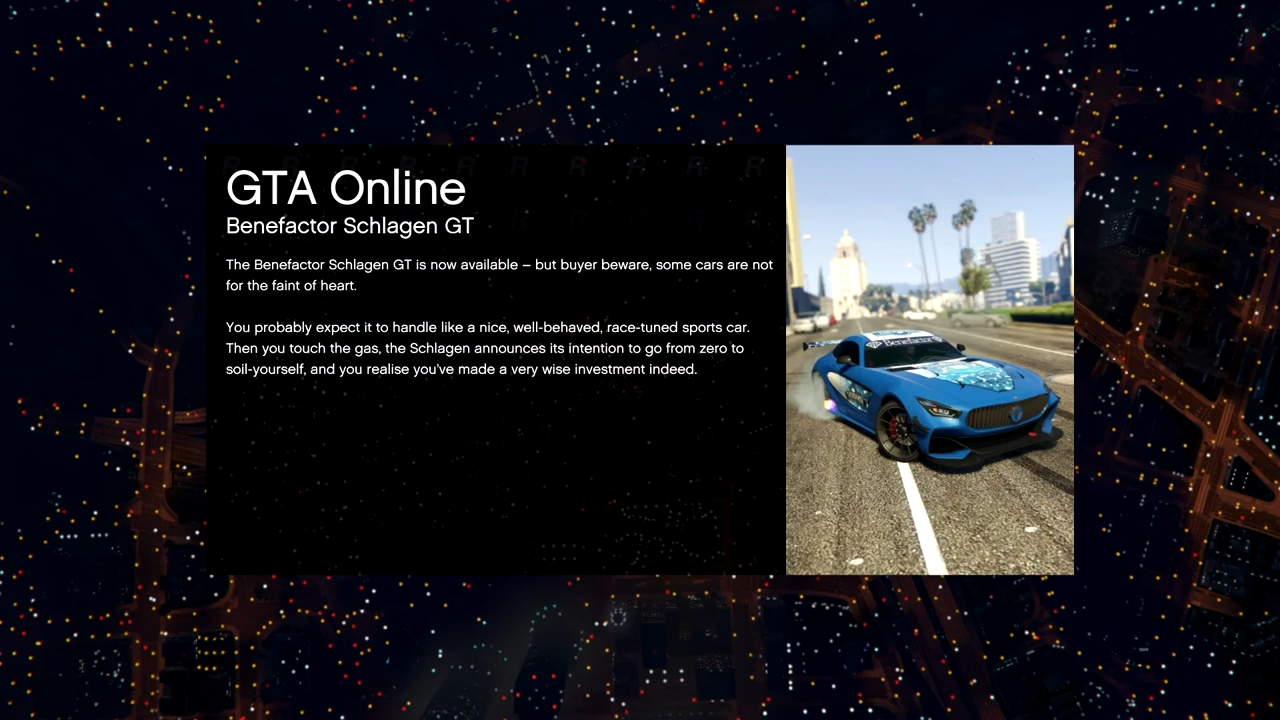 GTA Online
Benefactor Schlagen GT
The Benefactor Schlagen GT is now available – but buyer beware, some cars are not
for the faint of heart.
You probably expect it to handle like a nice, well-behaved, race-tuned sports car.
Then you touch the gas, the Schlagen announces its intention to go from zero to
soil-yourself, and you realise you've made a very wise investment indeed.
Benefactor